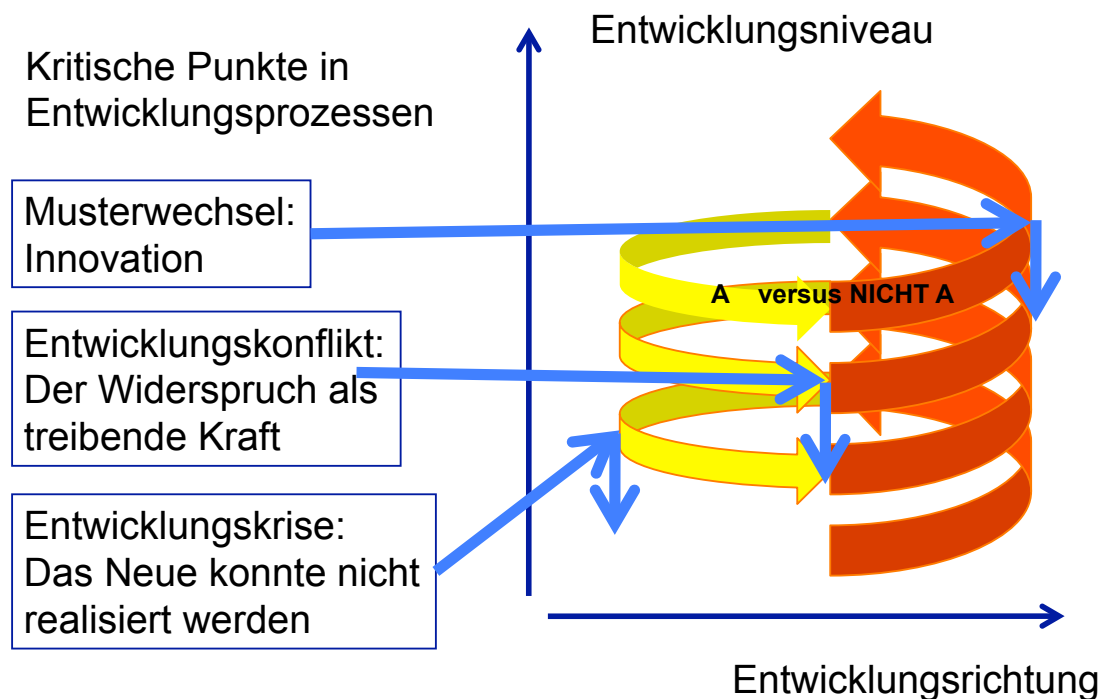 Entwicklungsniveau
Kritische Punkte in
Entwicklungsprozessen
Musterwechsel:
Innovation
A versus NICHT A
Entwicklungskonflikt:
Der Widerspruch als
treibende Kraft
Entwicklungskrise:
Das Neue konnte nicht
realisiert werden
Entwicklungsrichtung